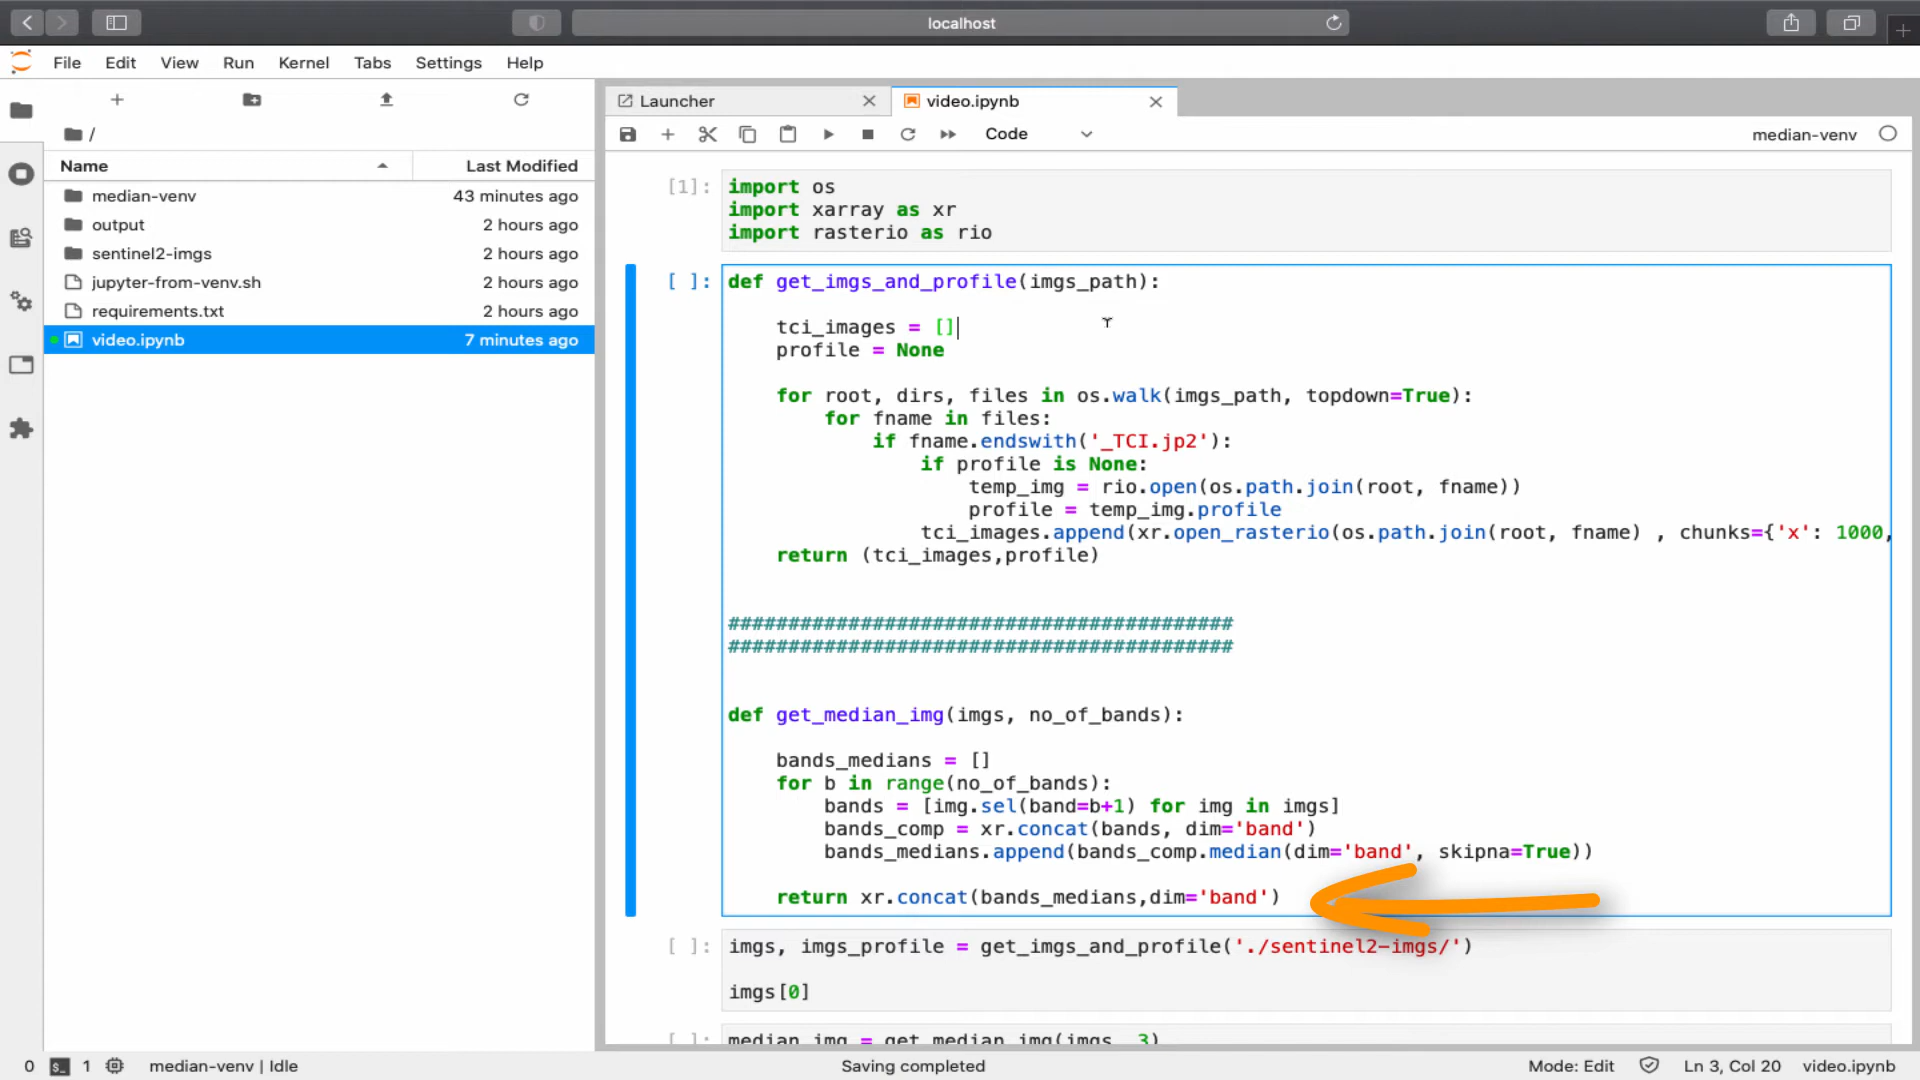 localhost
File Edit View Run Kernel Tabs Settings Help
/
Name Last Modified
median-venv 43 minutes ago
output 2 hours ago
sentinel2-imgs 2 hours ago
jupyter-from-venv.sh 2 hours ago
requirements.txt 2 hours ago
video.ipynb 7 minutes ago
Launcher video.ipynb
Code median-venv
[1]: import os
import xarray as xr
import rasterio as rio
[ ]: def get_imgs_and_profile(imgs_path):
tci_images = []
profile = None
for root, dirs, files in os.walk(imgs_path, topdown=True):
for fname in files:
if fname.endswith('_TCI.jp2'):
if profile is None:
temp_img = rio.open(os.path.join(root, fname))
profile = temp_img.profile
tci_images.append(xr.open_rasterio(os.path.join(root, fname) , chunks={'x': 1000,
return (tci_images,profile)
##########################################
##########################################
def get_median_img(imgs, no_of_bands):
bands_medians = []
for b in range(no_of_bands):
bands = [img.sel(band=b+1) for img in imgs]
bands_comp = xr.concat(bands, dim='band')
bands_medians.append(bands_comp.median(dim='band', skipna=True))
return xr.concat(bands_medians,dim='band')
[ ]: imgs, imgs_profile = get_imgs_and_profile('./sentinel2-imgs/')
imgs[0]
[ ]: median_img = get_median_img(imgs, 3)
0 1 median-venv | Idle Saving completed Mode: Edit Ln 3, Col 20 video.ipynb